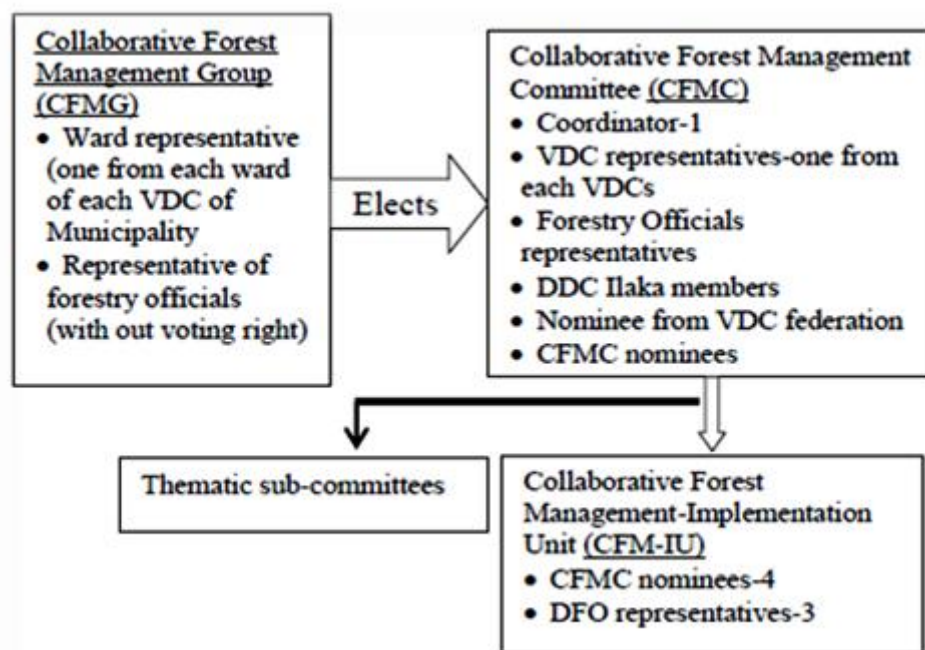 Collaborative Forest
Management Group
(CFMG)
• Ward representative
(one from each ward
of each VDC of
Municipality
• Representative of
forestry officials
(with out voting right)
Elects
Collaborative Forest Management
Committee (CFMC)
• Coordinator-1
• VDC representatives-one from
each VDCs
• Forestry Officials
representatives
• DDC Ilaka members
• Nominee from VDC federation
• CFMC nominees
Thematic sub-committees
Collaborative Forest
Management-Implementation
Unit (CFM-IU)
• CFMC nominees-4
• DFO representatives-3